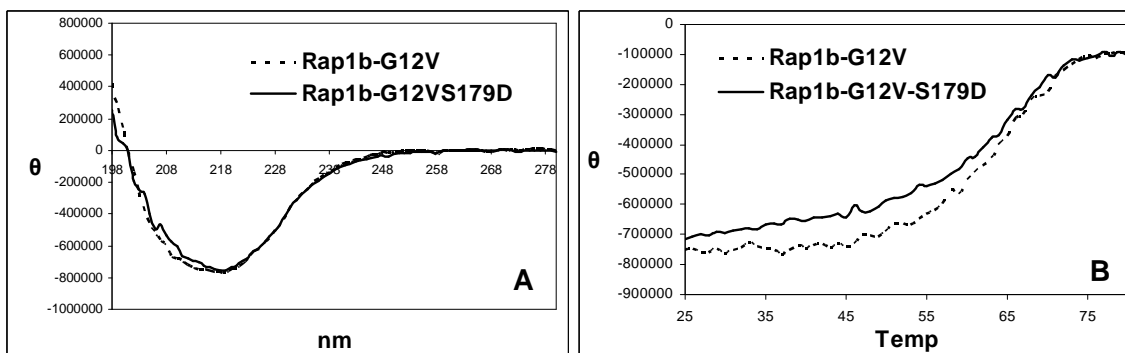 800000
600000
400000
200000
0
-200000
-400000
-600000
-800000
-1000000
θ
198 208 218 228 238 248 258 268 278
nm
Rap1b-G12V
Rap1b-G12VS179D
A
0
-100000
-200000
-300000
-400000
-500000
-600000
-700000
-800000
-900000
θ
25 35 45 55 65 75
Temp
Rap1b-G12V
Rap1b-G12V-S179D
B